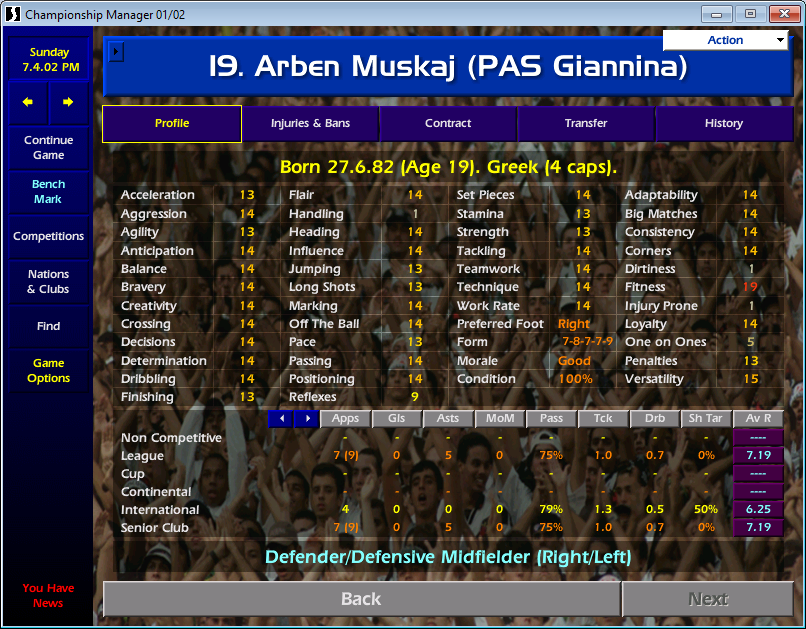 Championship Manager 01/02
Sunday
7.4.02 PM
Continue
Game
Bench
Mark
Competitions
Nations
& Clubs
Find
Game
Options
You Have
News
Action
19. Arben Muskaj (PAS Giannina)
Profile Injuries & Bans Contract Transfer History
Born 27.6.82 (Age 19). Greek (4 caps).
Acceleration 13 Flair 14 Set Pieces 14 Adaptability 14
Aggression 14 Handling 1 Stamina 13 Big Matches 14
Agility 13 Heading 14 Strength 13 Consistency 14
Anticipation 14 Influence 14 Tackling 14 Corners 14
Balance 14 Jumping 13 Teamwork 14 Dirtiness 1
Bravery 14 Long Shots 13 Technique 14 Fitness 19
Creativity 14 Marking 14 Work Rate 14 Injury Prone 1
Crossing 14 Off The Ball 14 Preferred Foot Right Loyalty 14
Decisions 14 Pace 13 Form 7-8-7-7-9 One on Ones 5
Determination 14 Passing 14 Morale Good Penalties 13
Dribbling 14 Positioning 14 Condition 100% Versatility 15
Finishing 13 Reflexes 9
Apps Gls Asts MoM Pass Tck Drb Sh Tar Av R
Non Competitive - - - - - - - - ----
League 7 (9) 0 5 0 75% 1.0 0.7 0% 7.19
Cup - - - - - - - - ----
Continental - - - - - - - - ----
International 4 0 0 0 79% 1.3 0.5 50% 6.25
Senior Club 7 (9) 0 5 0 75% 1.0 0.7 0% 7.19
Defender/Defensive Midfielder (Right/Left)
Back Next